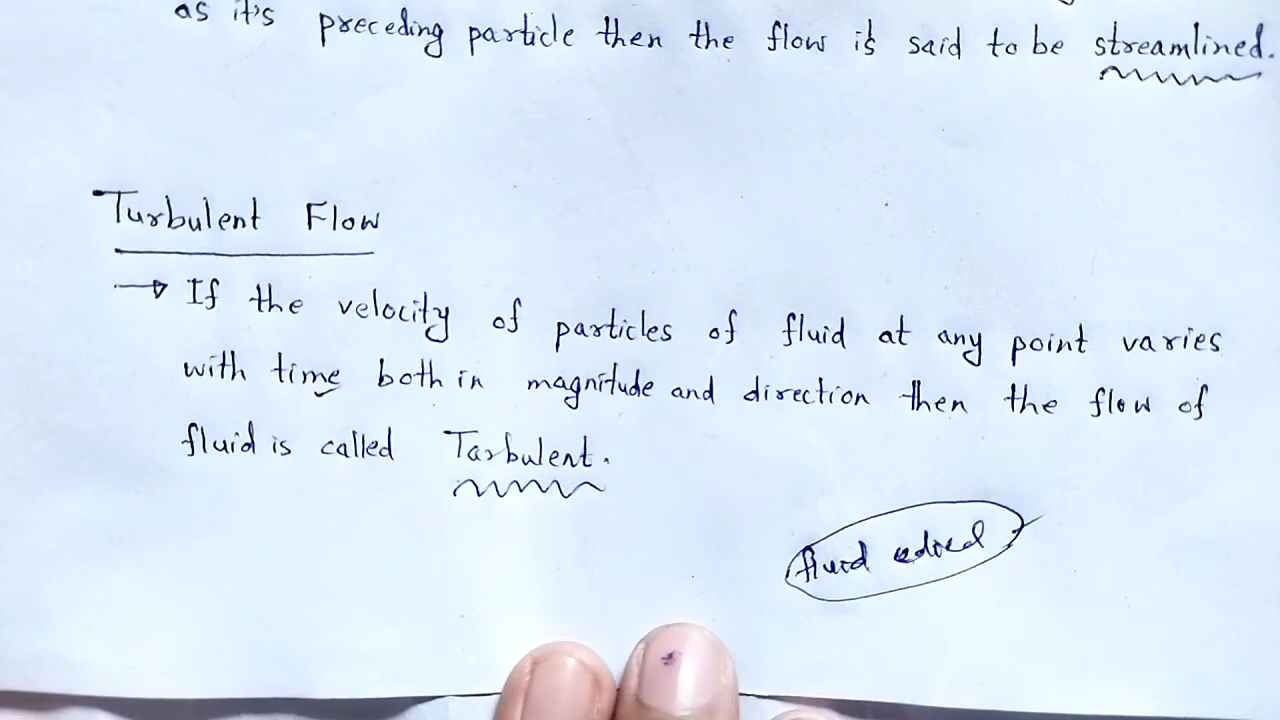 as it's preceding particle then the flow is said to be streamlined.
Turbulent Flow
→ If the velocity of particles of fluid at any point varies
with time both in magnitude and direction then the flow of
fluid is called Tarbulent.
fluid